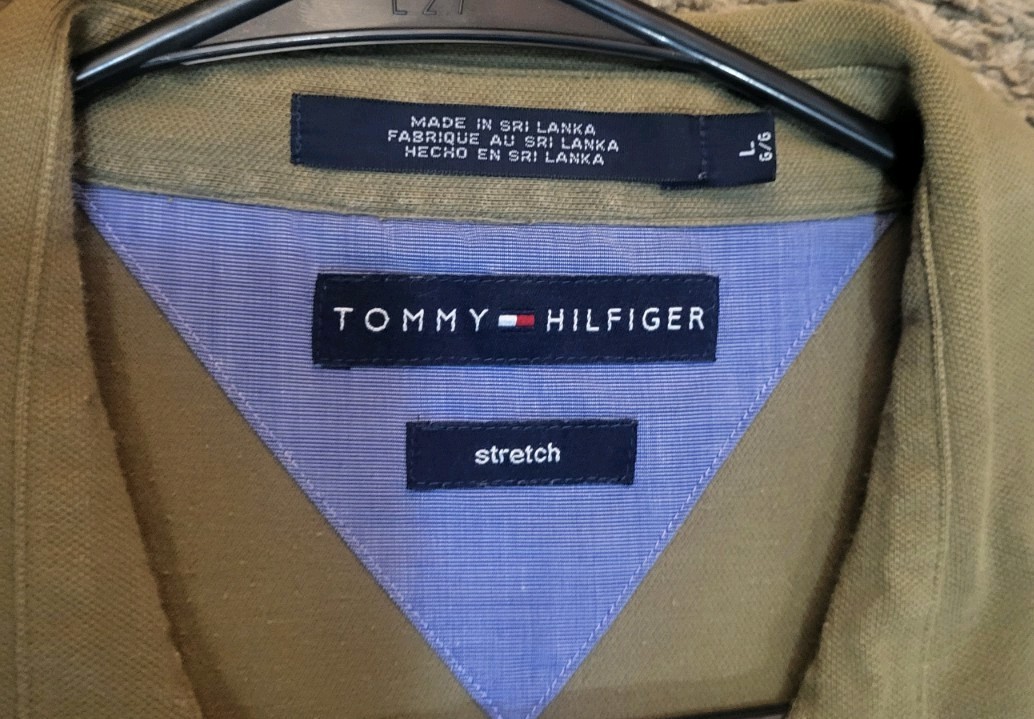 MADE IN SRI LANKA
FABRIQUE AU SRI LANKA
HECHO EN SRI LANKA
L
G/G
TOMMY HILFIGER
stretch